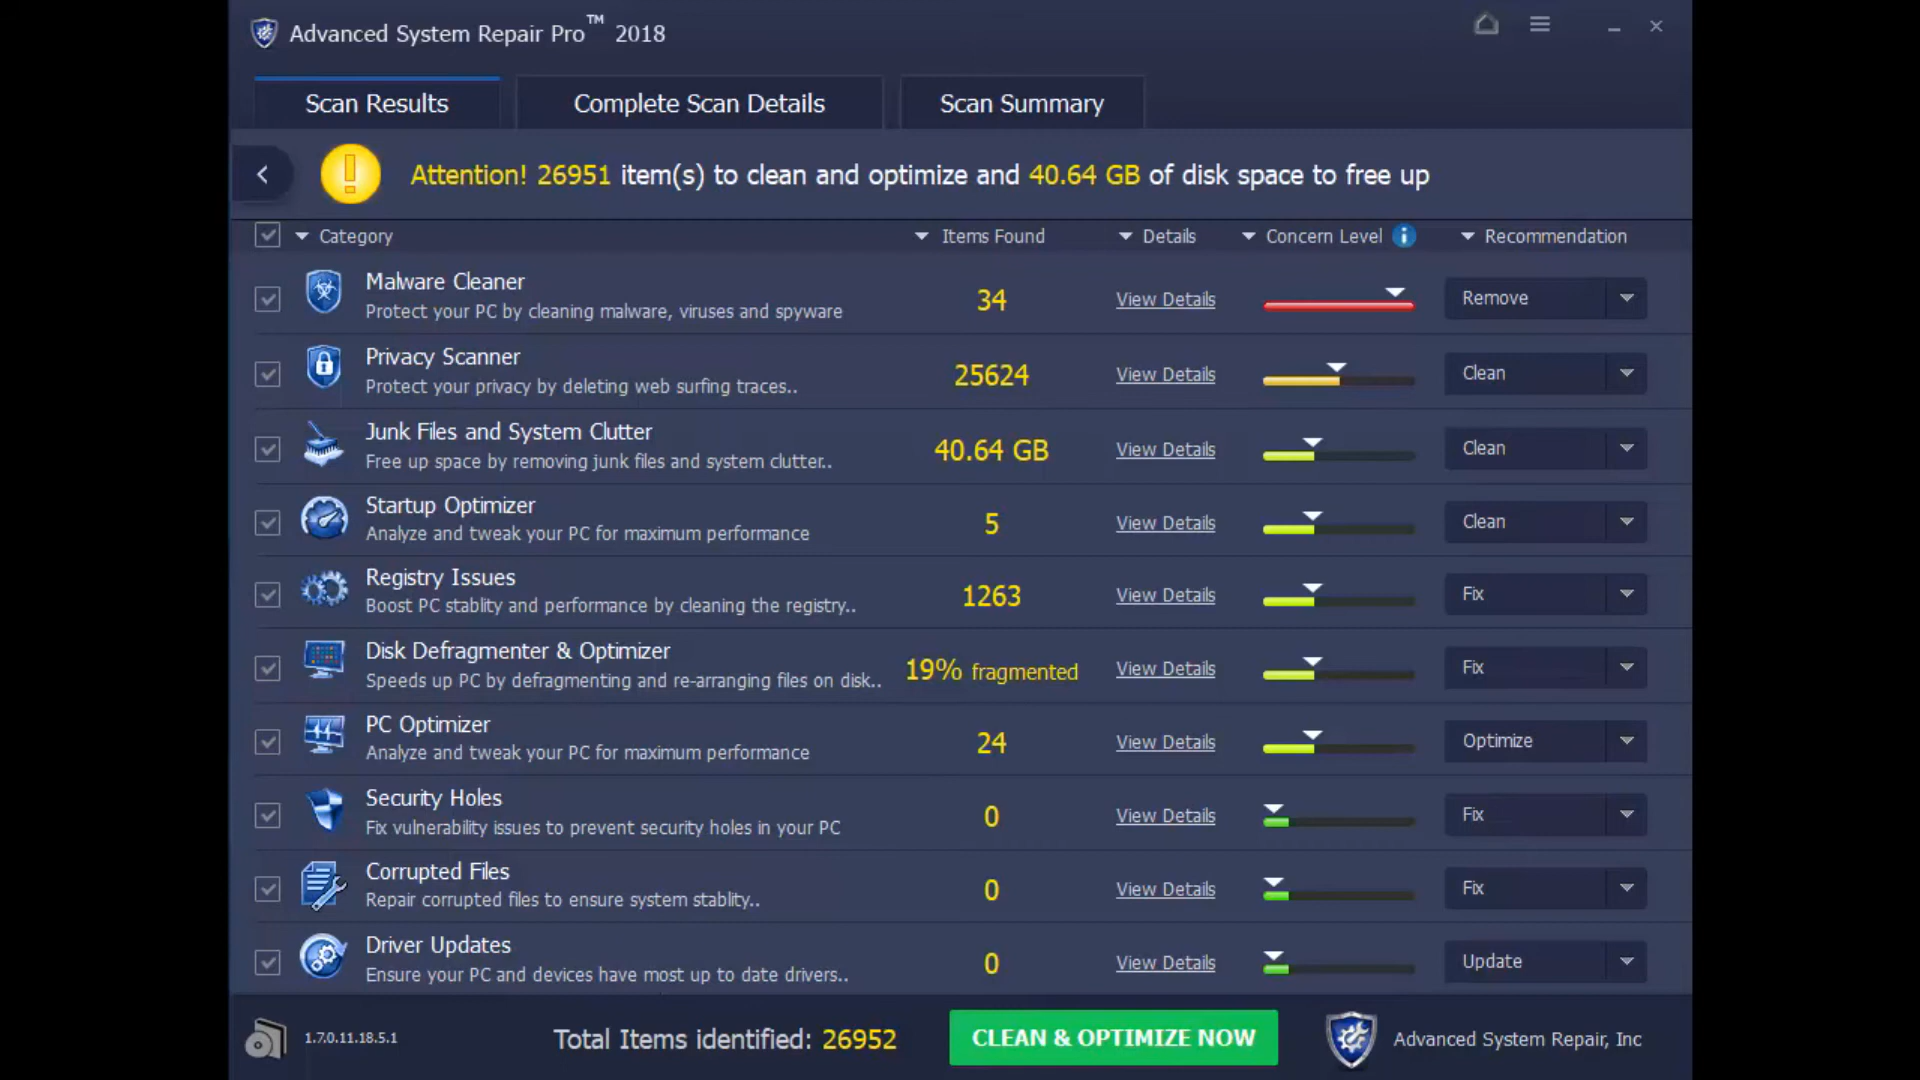 Advanced System Repair Pro™ 2018
Scan Results
Complete Scan Details
Scan Summary
Attention! 26951 item(s) to clean and optimize and 40.64 GB of disk space to free up
Category Items Found Details Concern Level i Recommendation
Malware Cleaner
Protect your PC by cleaning malware, viruses and spyware
34 View Details Remove
Privacy Scanner
Protect your privacy by deleting web surfing traces..
25624 View Details Clean
Junk Files and System Clutter
Free up space by removing junk files and system clutter..
40.64 GB View Details Clean
Startup Optimizer
Analyze and tweak your PC for maximum performance
5 View Details Clean
Registry Issues
Boost PC stablity and performance by cleaning the registry..
1263 View Details Fix
Disk Defragmenter & Optimizer
Speeds up PC by defragmenting and re-arranging files on disk..
19% fragmented View Details Fix
PC Optimizer
Analyze and tweak your PC for maximum performance
24 View Details Optimize
Security Holes
Fix vulnerability issues to prevent security holes in your PC
0 View Details Fix
Corrupted Files
Repair corrupted files to ensure system stablity..
0 View Details Fix
Driver Updates
Ensure your PC and devices have most up to date drivers..
0 View Details Update
1.7.0.11.18.5.1
Total Items identified: 26952
CLEAN & OPTIMIZE NOW
Advanced System Repair, Inc